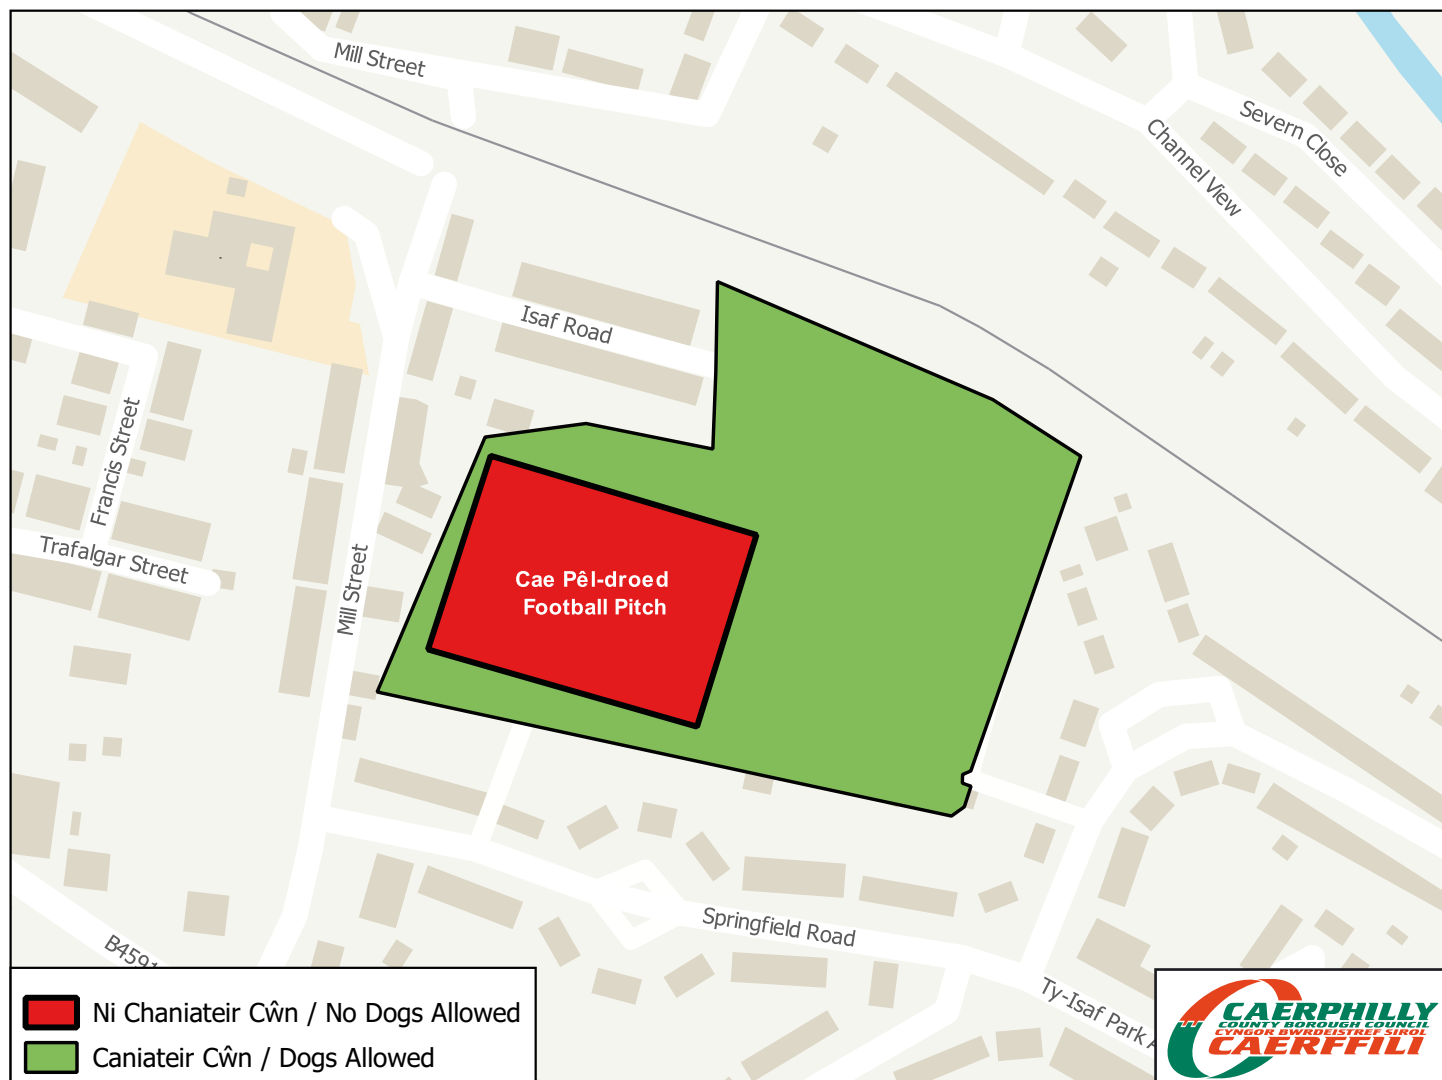 Mill Street
Severn Close
Channel View
Isaf Road
Francis Street
Trafalgar Street
Mill Street
Cae Pêl-droed
Football Pitch
Springfield Road
Ty-Isaf Park
Ni Chaniateir Cŵn / No Dogs Allowed
Caniateir Cŵn / Dogs Allowed
CAERPHILLY
COUNTY BOROUGH COUNCIL
CYNGOR BWRDEISTREF SIROL
CAERFFILI